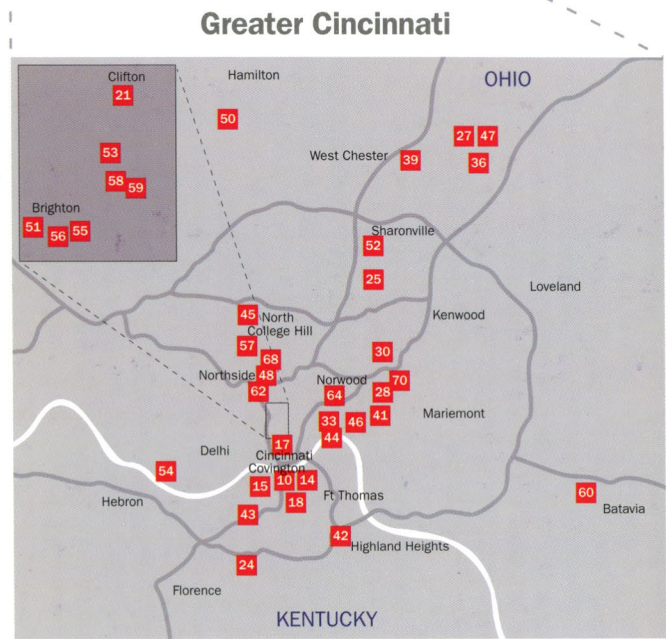 Greater Cincinnati
Clifton
21
53
58
59
Brighton
51
56
55
Hamilton
50
OHIO
27
47
West Chester
39
36
Sharonville
52
25
Loveland
45
North
College Hill
Kenwood
57
68
30
Northside
48
62
Norwood
64
70
28
41
Mariemont
33
46
44
17
Delhi
Cincinnati
Covington
54
15
10
14
Ft Thomas
18
Hebron
43
60
Batavia
42
Highland Heights
24
Florence
KENTUCKY